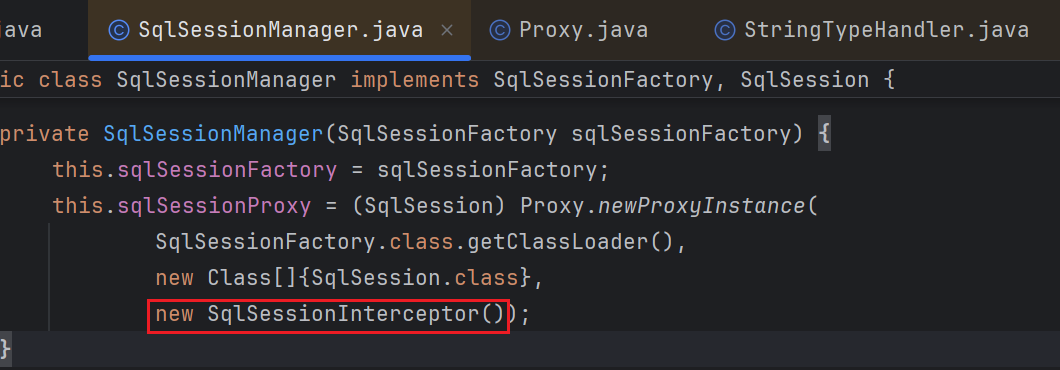 java SqlSessionManager.java × Proxy.java StringTypeHandler.java
ic class SqlSessionManager implements SqlSessionFactory, SqlSession {
private SqlSessionManager(SqlSessionFactory sqlSessionFactory) {
this.sqlSessionFactory = sqlSessionFactory;
this.sqlSessionProxy = (SqlSession) Proxy.newProxyInstance(
SqlSessionFactory.class.getClassLoader(),
new Class[]{SqlSession.class},
new SqlSessionInterceptor());
}